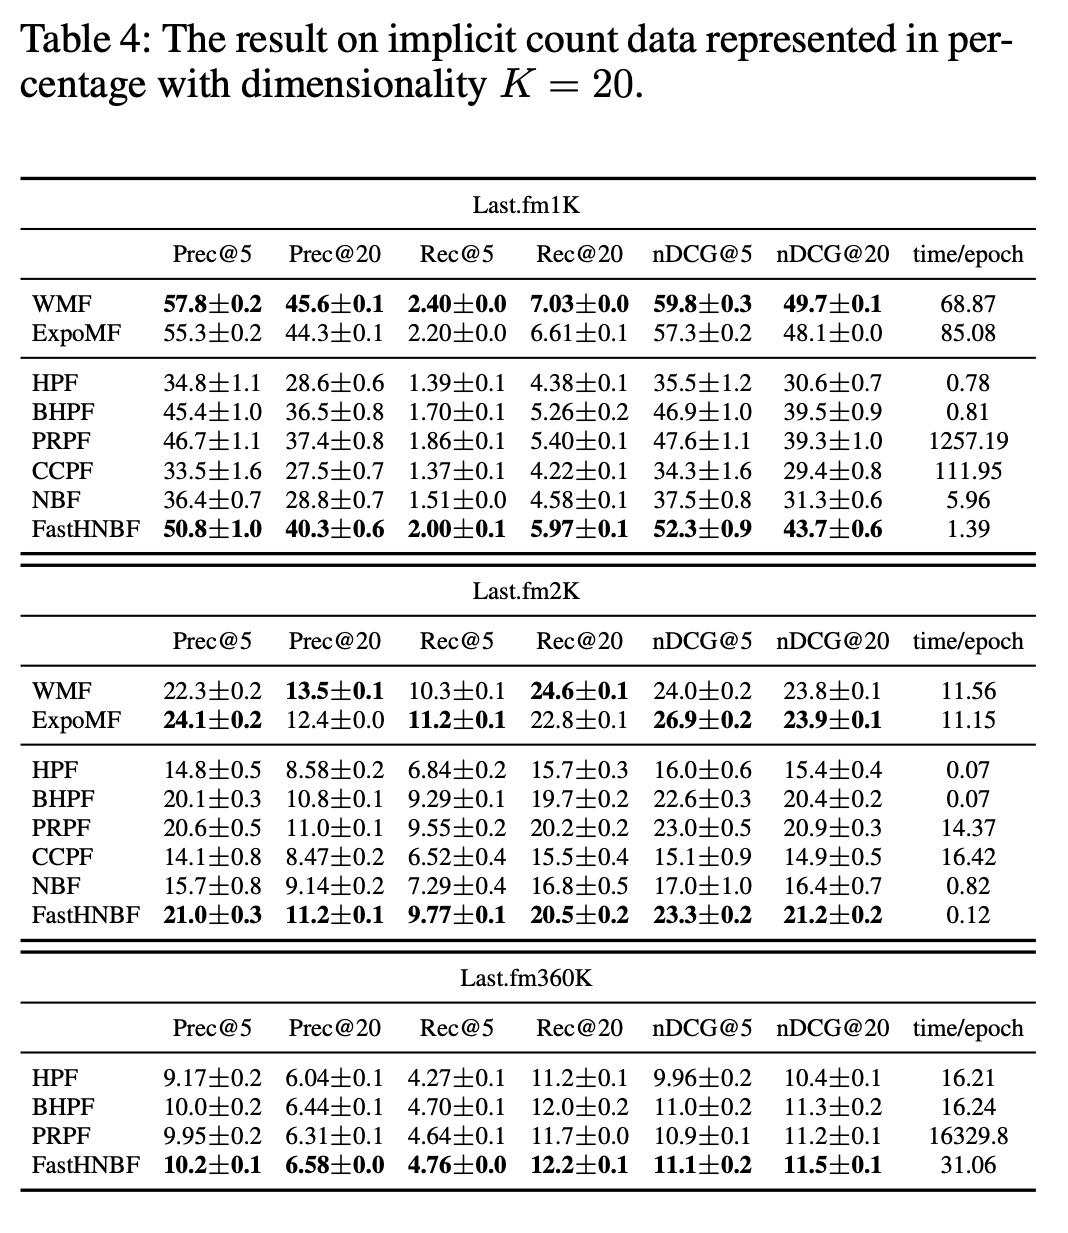 Table 4: The result on implicit count data represented in per-
centage with dimensionality K = 20.
Last.fm1K
Prec@5 Prec@20 Rec@5 Rec@20 nDCG@5 nDCG@20 time/epoch
WMF 57.8±0.2 45.6±0.1 2.40±0.0 7.03±0.0 59.8±0.3 49.7±0.1 68.87
ExpoMF 55.3±0.2 44.3±0.1 2.20±0.0 6.61±0.1 57.3±0.2 48.1±0.0 85.08
HPF 34.8±1.1 28.6±0.6 1.39±0.1 4.38±0.1 35.5±1.2 30.6±0.7 0.78
BHPF 45.4±1.0 36.5±0.8 1.70±0.1 5.26±0.2 46.9±1.0 39.5±0.9 0.81
PRPF 46.7±1.1 37.4±0.8 1.86±0.1 5.40±0.1 47.6±1.1 39.3±1.0 1257.19
CCPF 33.5±1.6 27.5±0.7 1.37±0.1 4.22±0.1 34.3±1.6 29.4±0.8 111.95
NBF 36.4±0.7 28.8±0.7 1.51±0.0 4.58±0.1 37.5±0.8 31.3±0.6 5.96
FastHNBF 50.8±1.0 40.3±0.6 2.00±0.1 5.97±0.1 52.3±0.9 43.7±0.6 1.39
Last.fm2K
Prec@5 Prec@20 Rec@5 Rec@20 nDCG@5 nDCG@20 time/epoch
WMF 22.3±0.2 13.5±0.1 10.3±0.1 24.6±0.1 24.0±0.2 23.8±0.1 11.56
ExpoMF 24.1±0.2 12.4±0.0 11.2±0.1 22.8±0.1 26.9±0.2 23.9±0.1 11.15
HPF 14.8±0.5 8.58±0.2 6.84±0.2 15.7±0.3 16.0±0.6 15.4±0.4 0.07
BHPF 20.1±0.3 10.8±0.1 9.29±0.1 19.7±0.2 22.6±0.3 20.4±0.2 0.07
PRPF 20.6±0.5 11.0±0.1 9.55±0.2 20.2±0.2 23.0±0.5 20.9±0.3 14.37
CCPF 14.1±0.8 8.47±0.2 6.52±0.4 15.5±0.4 15.1±0.9 14.9±0.5 16.42
NBF 15.7±0.8 9.14±0.2 7.29±0.4 16.8±0.5 17.0±1.0 16.4±0.7 0.82
FastHNBF 21.0±0.3 11.2±0.1 9.77±0.1 20.5±0.2 23.3±0.2 21.2±0.2 0.12
Last.fm360K
Prec@5 Prec@20 Rec@5 Rec@20 nDCG@5 nDCG@20 time/epoch
HPF 9.17±0.2 6.04±0.1 4.27±0.1 11.2±0.1 9.96±0.2 10.4±0.1 16.21
BHPF 10.0±0.2 6.44±0.1 4.70±0.1 12.0±0.2 11.0±0.2 11.3±0.2 16.24
PRPF 9.95±0.2 6.31±0.1 4.64±0.1 11.7±0.0 10.9±0.1 11.2±0.1 16329.8
FastHNBF 10.2±0.1 6.58±0.0 4.76±0.0 12.2±0.1 11.1±0.2 11.5±0.1 31.06